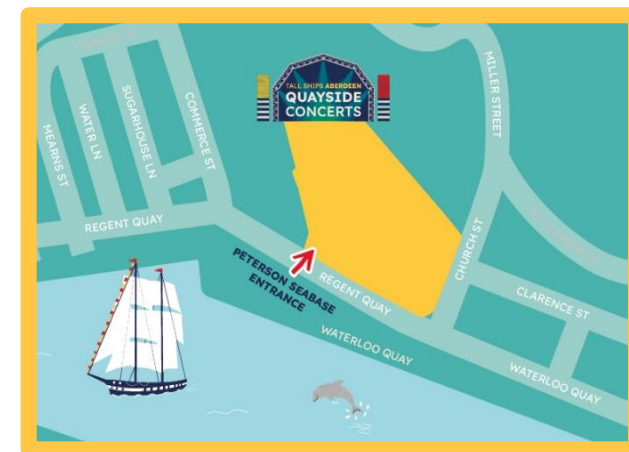 TALL SHIPS ABERDEEN
QUAYSIDE
CONCERTS
MEARNS ST
WATER LN
SUGARHOUSE LN
COMMERCE ST
MILLER STREET
REGENT QUAY
PETERSON SEABASE
ENTRANCE
REGENT QUAY
CHURCH ST
CLARENCE ST
WATERLOO QUAY
WATERLOO QUAY